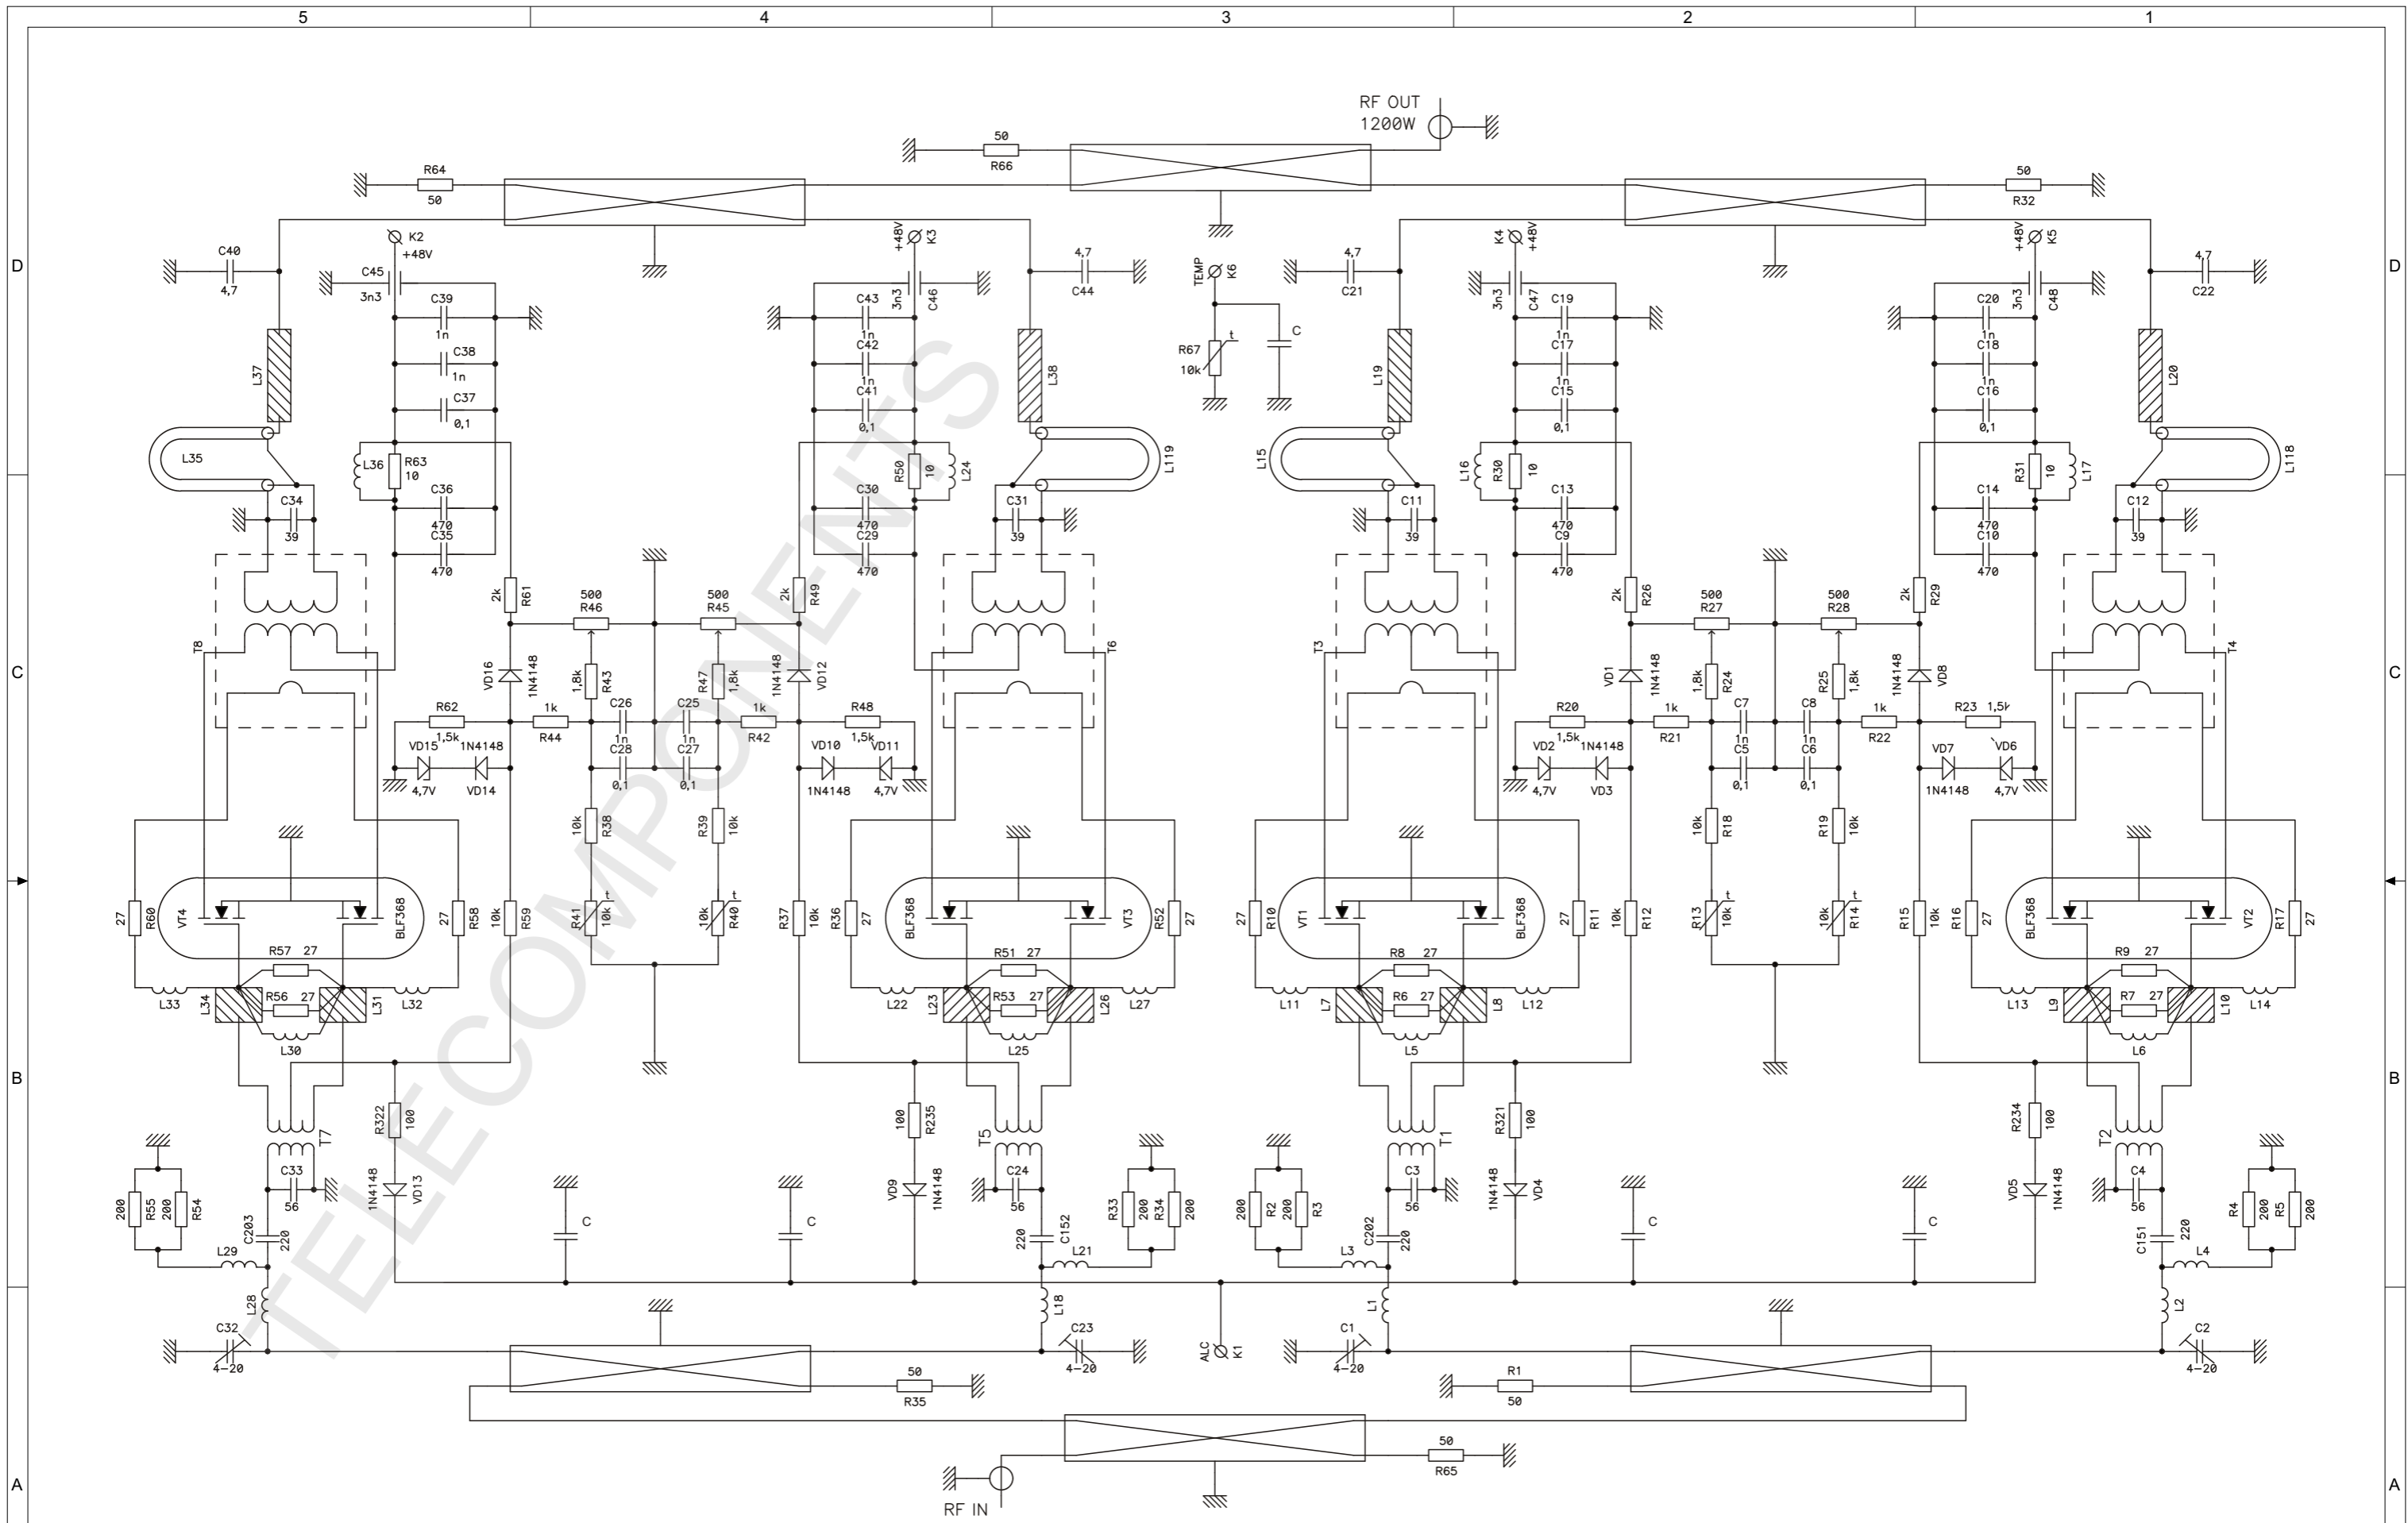 5 4 3 2 1
RF OUT
1200W
50
R66
R64
50
50
R32
K2
+48V
+48V
K3
K4
+48V
+48V
K5
D
D
C40
4,7
C45
3n3
C39
1n
C38
1n
C37
0,1
C43
1n
C42
1n
C41
0,1
3n3
C46
4,7
C44
TEMP
K6
R67
10k
t
C
C21
4,7
3n3
C47
C19
1n
C17
1n
C15
0,1
C20
1n
C18
1n
C16
0,1
3n3
C48
4,7
C22
L37
L38
L19
L20
L35
L36
R63
10
R50
10
L24
L119
L15
L16
R30
10
R31
10
L17
L118
C34
39
C36
470
C35
470
C30
470
C29
470
C31
39
C11
39
C13
470
C9
470
C14
470
C10
470
C12
39
2k
R61
500
R46
500
R45
2k
R49
2k
R26
500
R27
500
R28
2k
R29
T8
T6
T3
T4
C
C
VD16
1N4148
1,8k
R43
R47
1,8k
1N4148
VD12
VD1
1N4148
1,8k
R24
R25
1,8k
1N4148
VD8
R62
1,5k
1k
R44
C26
1n
C25
1n
1k
R42
R48
1,5k
R20
1,5k
1k
R21
C7
1n
C8
1n
1k
R22
R23
1,5k
VD15
1N4148
4,7V
VD14
C28
0,1
C27
0,1
VD10
VD11
1N4148
4,7V
VD2
1N4148
4,7V
VD3
C5
0,1
C6
0,1
VD7
VD6
1N4148
4,7V
10k
R38
R39
10k
10k
R18
R19
10k
27
R60
VT4
BLF368
27
R58
10k
R59
R41
10k
t
10k
R40
t
R37
10k
R36
27
BLF368
VT3
R52
27
27
R10
VT1
BLF368
27
R11
10k
R12
R13
10k
t
10k
R14
t
R15
10k
R16
27
BLF368
VT2
R17
27
R57 27
R51 27
R8 27
R9 27
L33
L34
R56 27
L31
L32
L30
L22
L23
R53 27
L26
L27
L25
L11
L7
R6 27
L8
L12
L5
L13
L9
R7 27
L10
L14
L6
B
B
T7
R322
100
100
R235
T5
T1
R321
100
R234
100
T2
200
R55
200
R54
C33
56
1N4148
VD13
VD9
1N4148
C24
56
R33
200
R34
200
200
R2
200
R3
C3
56
1N4148
VD4
VD5
1N4148
C4
56
R4
200
R5
200
C203
220
C
C
220
C152
C202
220
C
C
C151
220
L29
L21
L3
L4
L28
L18
L1
L2
C32
4-20
C23
4-20
ALC
K1
C1
4-20
C2
4-20
50
R35
R1
50
50
R65
RF IN
A
A
TELECOMPONENTS